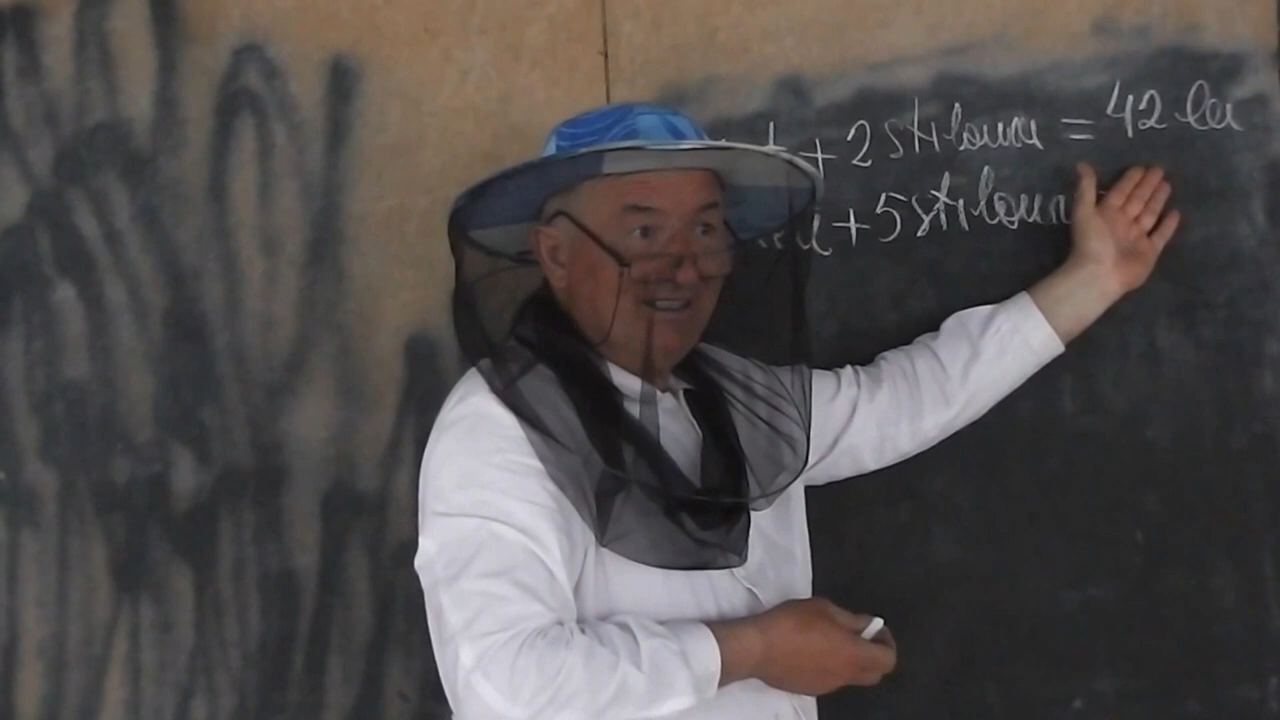 + 2 stilouri = 42 lei
+ 5 stilouri